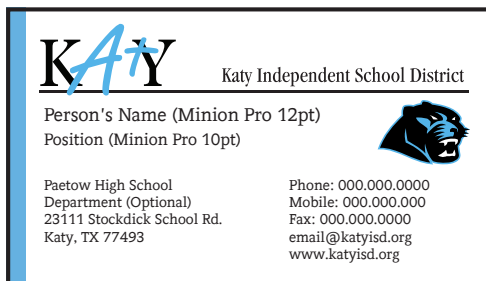 KAtY
Katy Independent School District
Person's Name (Minion Pro 12pt)
Position (Minion Pro 10pt)
Paetow High School
Department (Optional)
23111 Stockdick School Rd.
Katy, TX 77493
Phone: 000.000.0000
Mobile: 000.000.000
Fax: 000.000.0000
email@katyisd.org
www.katyisd.org